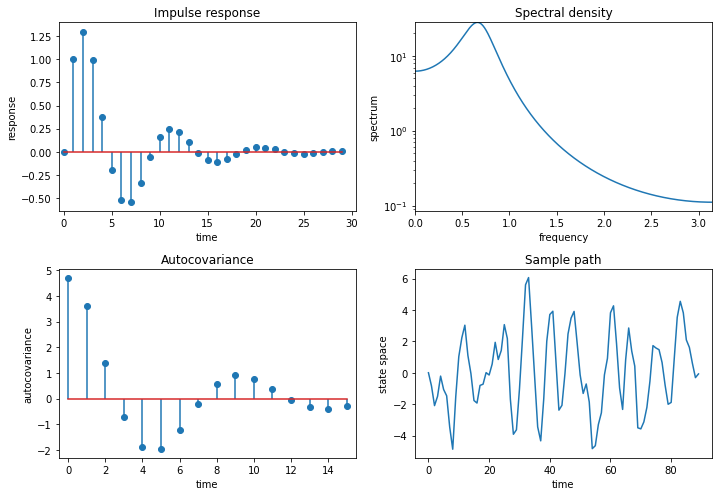 Impulse response
1.25
1.00
0.75
0.50
0.25
0.00
−0.25
−0.50
response
0 5 10 15 20 25 30
time
Spectral density
10^1
10^0
10^−1
spectrum
0.0 0.5 1.0 1.5 2.0 2.5 3.0
frequency
Autocovariance
5
4
3
2
1
0
−1
−2
autocovariance
0 2 4 6 8 10 12 14
time
Sample path
6
4
2
0
−2
−4
state space
0 20 40 60 80
time